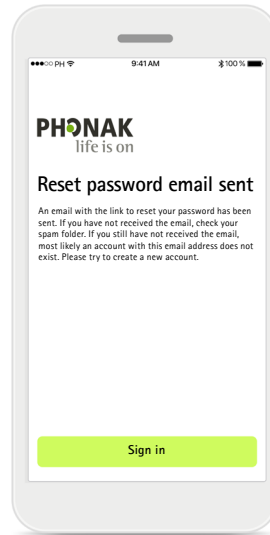 PH 9:41 AM 100 %
PHONAK
life is on
Reset password email sent
An email with the link to reset your password has been
sent. If you have not received the email, check your
spam folder. If you still have not received the email,
most likely an account with this email address does not
exist. Please try to create a new account.
Sign in